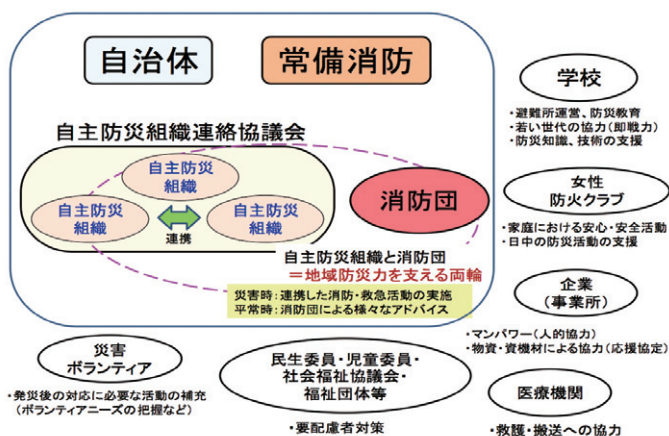 自治体
常備消防
自主防災組織連絡協議会
自主防災
組織
自主防災
組織
自主防災
組織
連携
消防団
自主防災組織と消防団
＝地域防災力を支える両輪
災害時：連携した消防・救急活動の実施
平常時：消防団による様々なアドバイス
学校
・避難所運営、防災教育
・若い世代の協力（即戦力）
・防災知識、技術の支援
女性
防火クラブ
・家庭における安心・安全活動
・日中の防災活動の支援
企業
（事業所）
・マンパワー（人的協力）
・物資・資機材による協力（応援協定）
医療機関
・救護・搬送への協力
災害
ボランティア
・発災後の対応に必要な活動の補充
（ボランティアニーズの把握など）
民生委員・児童委員・
社会福祉協議会・
福祉団体等
・要配慮者対策